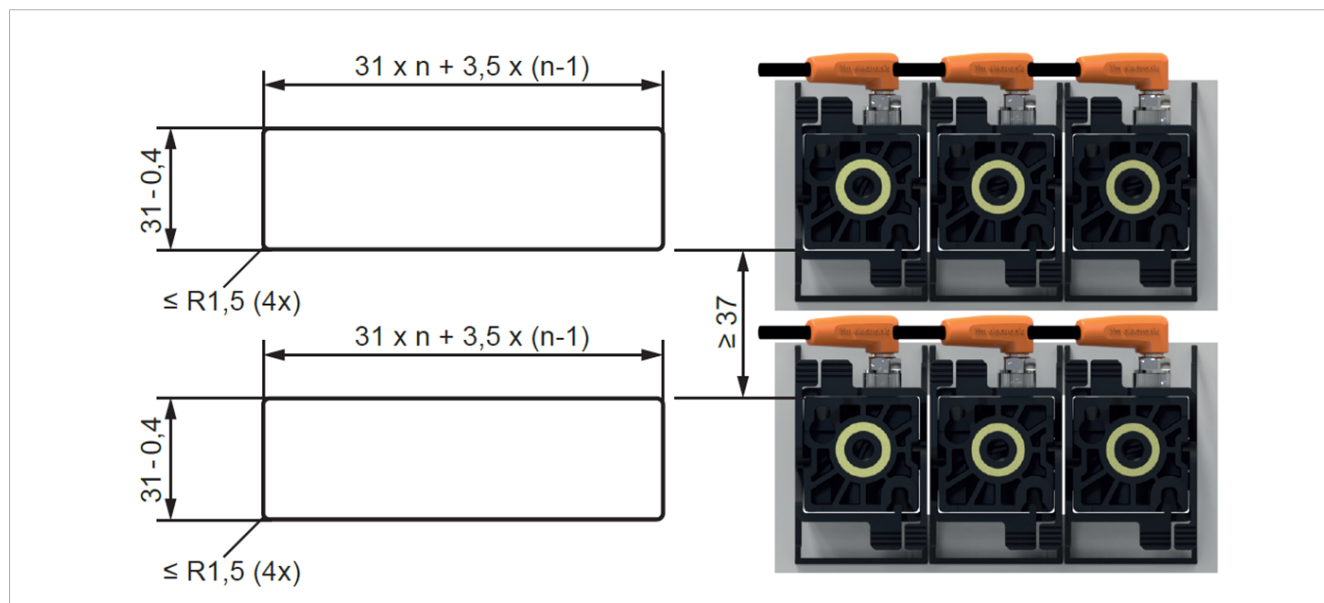 31 x n + 3,5 x (n-1)
31 - 0,4
≤ R1,5 (4x)
≥ 37
31 x n + 3,5 x (n-1)
31 - 0,4
≤ R1,5 (4x)